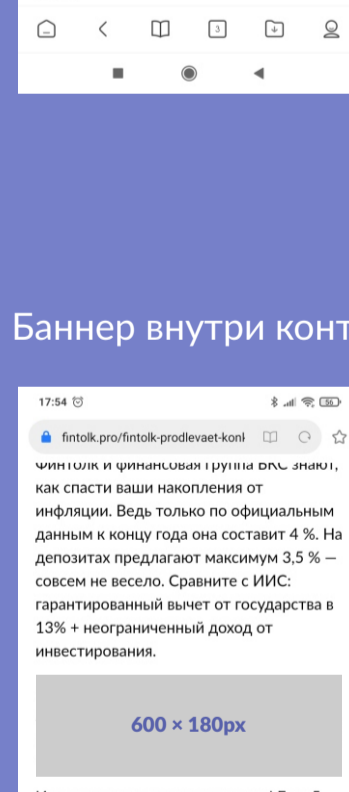 3
Баннер внутри конт
17:54
56
fintolk.pro/fintolk-prodlevaet-konk
Финтолк и финансовая группа БКС знают,
как спасти ваши накопления от
инфляции. Ведь только по официальным
данным к концу года она составит 4 %. На
депозитах предлагают максимум 3,5 % —
совсем не весело. Сравните с ИИС:
гарантированный вычет от государства в
13% + неограниченный доход от
инвестирования.
600 × 180px